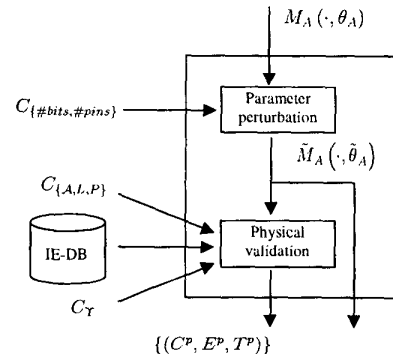 M_A (·, θ_A)
Parameter
perturbation
C_{#bits,#pins}
M̃_A (·, θ̃_A)
C_{A,L,P}
IE-DB
Physical
validation
C_Υ
{(C^p, E^p, T^p)}